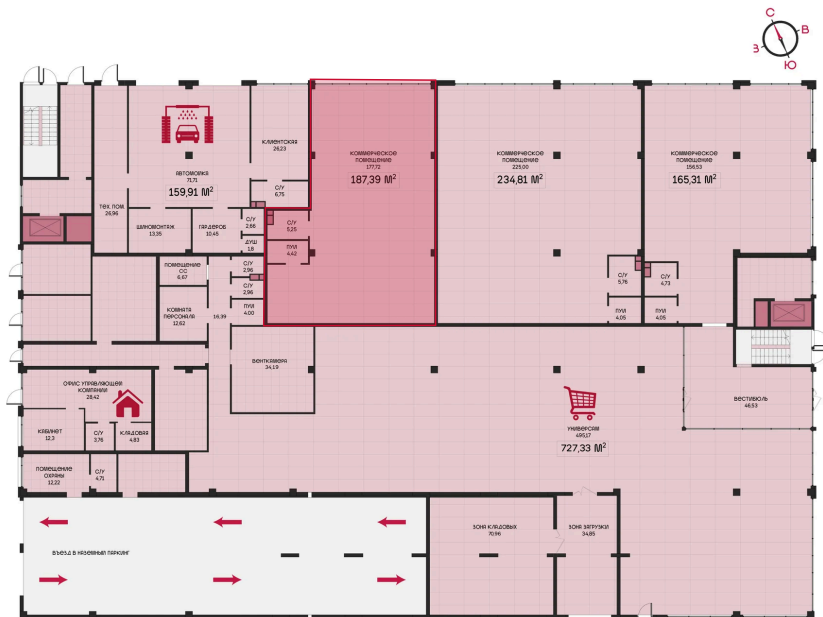 С
В
З
Ю
АВТОМОЙКА
71,71
159,91 М²
КЛИЕНТСКАЯ
26,23
С/У
6,75
ТЕХ. ПОМ.
26,96
ШИНОМОНТАЖ
13,35
ГАРДЕРОБ
10,45
С/У
2,66
ДУШ
1,8
КОММЕРЧЕСКОЕ
ПОМЕЩЕНИЕ
177,72
187,39 М²
С/У
5,25
ПУИ
4,42
КОММЕРЧЕСКОЕ
ПОМЕЩЕНИЕ
225,00
234,81 М²
С/У
5,76
ПУИ
4,05
КОММЕРЧЕСКОЕ
ПОМЕЩЕНИЕ
156,53
165,31 М²
С/У
4,73
ПУИ
4,05
ПОМЕЩЕНИЕ
СС
6,67
С/У
2,96
С/У
2,96
ПУИ
4,00
КОМНАТА
ПЕРСОНАЛА
12,62
16,39
ВЕНТКАМЕРА
34,19
ОФИС УПРАВЛЯЮЩЕЙ
КОМПАНИИ
28,42
КАБИНЕТ
12,3
С/У
3,76
КЛАДОВАЯ
4,83
ПОМЕЩЕНИЕ
ОХРАНЫ
12,22
С/У
4,71
УНИВЕРСАМ
495,17
727,33 М²
ВЕСТИБЮЛЬ
46,53
ВЪЕЗД В НАЗЕМНЫЙ ПАРКИНГ
ЗОНА КЛАДОВЫХ
70,96
ЗОНА ЗАГРУЗКИ
34,85